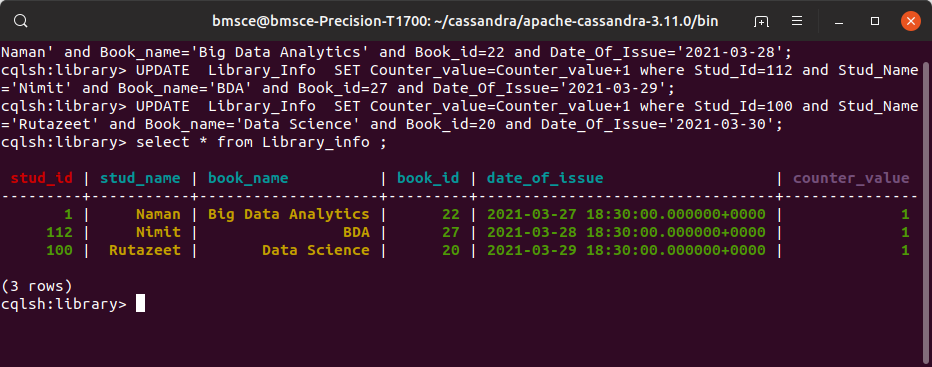 bmsce@bmsce-Precision-T1700: ~/cassandra/apache-cassandra-3.11.0/bin
Naman' and Book_name='Big Data Analytics' and Book_id=22 and Date_Of_Issue='2021-03-28';
cqlsh:library> UPDATE  Library_Info  SET Counter_value=Counter_value+1 where Stud_Id=112 and Stud_Name
='Nimit' and Book_name='BDA' and Book_id=27 and Date_Of_Issue='2021-03-29';
cqlsh:library> UPDATE  Library_Info  SET Counter_value=Counter_value+1 where Stud_Id=100 and Stud_Name
='Rutazeet' and Book_name='Data Science' and Book_id=20 and Date_Of_Issue='2021-03-30';
cqlsh:library> select * from Library_info ;
 stud_id | stud_name | book_name          | book_id | date_of_issue                   | counter_value
---------+-----------+--------------------+---------+---------------------------------+---------------
       1 |     Naman | Big Data Analytics |      22 | 2021-03-27 18:30:00.000000+0000 |             1
     112 |     Nimit |                BDA |      27 | 2021-03-28 18:30:00.000000+0000 |             1
     100 |  Rutazeet |       Data Science |      20 | 2021-03-29 18:30:00.000000+0000 |             1
(3 rows)
cqlsh:library>